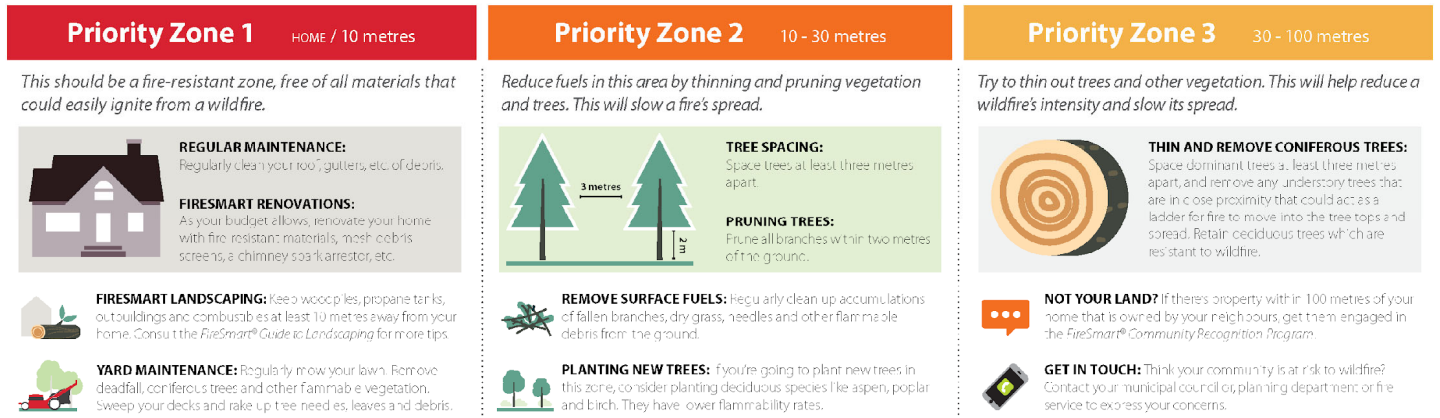 Priority Zone 1 HOME / 10 metres
This should be a fire-resistant zone, free of all materials that
could easily ignite from a wildfire.
REGULAR MAINTENANCE:
Regularly clean your roof, gutters, etc. of debris.
FIRESMART RENOVATIONS:
As your budget allows, renovate your home
with fire resistant materials, mesh debris
screens, a chimney spark arrestor, etc.
FIRESMART LANDSCAPING: Keep woodpiles, propane tanks,
outbuildings and combustibles at least 10 metres away from your
home. Consult the FireSmart® Guide to Landscaping for more tips.
YARD MAINTENANCE: Regularly mow your lawn. Remove
deadfall, coniferous trees and other flammable vegetation.
Sweep your decks and rake up tree needles, leaves and debris.
Priority Zone 2 10 - 30 metres
Reduce fuels in this area by thinning and pruning vegetation
and trees. This will slow a fire's spread.
3 metres
2 m
TREE SPACING:
Space trees at least three metres
apart.
PRUNING TREES:
Prune all branches within two metres
of the ground.
REMOVE SURFACE FUELS: Regularly clean up accumulations
of fallen branches, dry grass, needles and other flammable
debris from the ground.
PLANTING NEW TREES: If you're going to plant new trees in
this zone, consider planting deciduous species like aspen, poplar
and birch. They have lower flammability rates.
Priority Zone 3 30 - 100 metres
Try to thin out trees and other vegetation. This will help reduce a
wildfire's intensity and slow its spread.
THIN AND REMOVE CONIFEROUS TREES:
Space dominant trees at least three metres
apart, and remove any understory trees that
are in close proximity that could act as a
ladder for fire to move into the tree tops and
spread. Retain deciduous trees which are
resistant to wildfire.
NOT YOUR LAND? If there's property within 100 metres of your
home that is owned by your neighbours, get them engaged in
the FireSmart® Community Recognition Program.
GET IN TOUCH: Think your community is at risk to wildfire?
Contact your municipal councillor, planning department or fire
service to express your concerns.